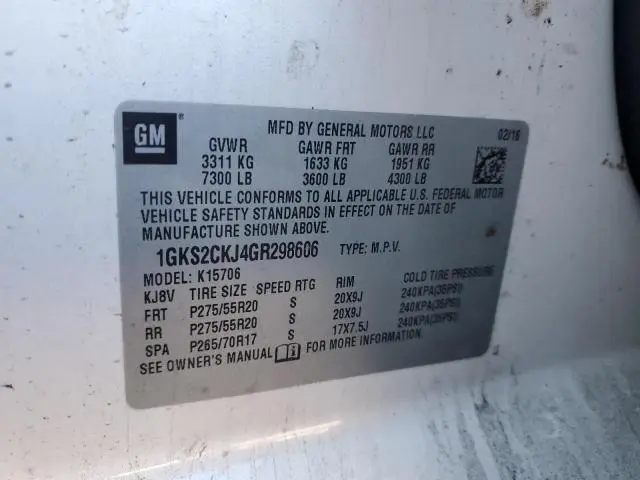 GM
MFD BY GENERAL MOTORS LLC 02/16
GVWR GAWR FRT GAWR RR
3311 KG 1633 KG 1951 KG
7300 LB 3600 LB 4300 LB
THIS VEHICLE CONFORMS TO ALL APPLICABLE U.S. FEDERAL MOTOR
VEHICLE SAFETY STANDARDS IN EFFECT ON THE DATE OF
MANUFACTURE SHOWN ABOVE.
1GKS2CKJ4GR298606 TYPE: M.P.V.
MODEL: K15706
KJ8V TIRE SIZE SPEED RTG RIM COLD TIRE PRESSURE
FRT P275/55R20 S 20X9J 240KPA(35PSI)
RR P275/55R20 S 20X9J 240KPA(35PSI)
SPA P265/70R17 S 17X7.5J 240KPA(35PSI)
SEE OWNER'S MANUAL FOR MORE INFORMATION.